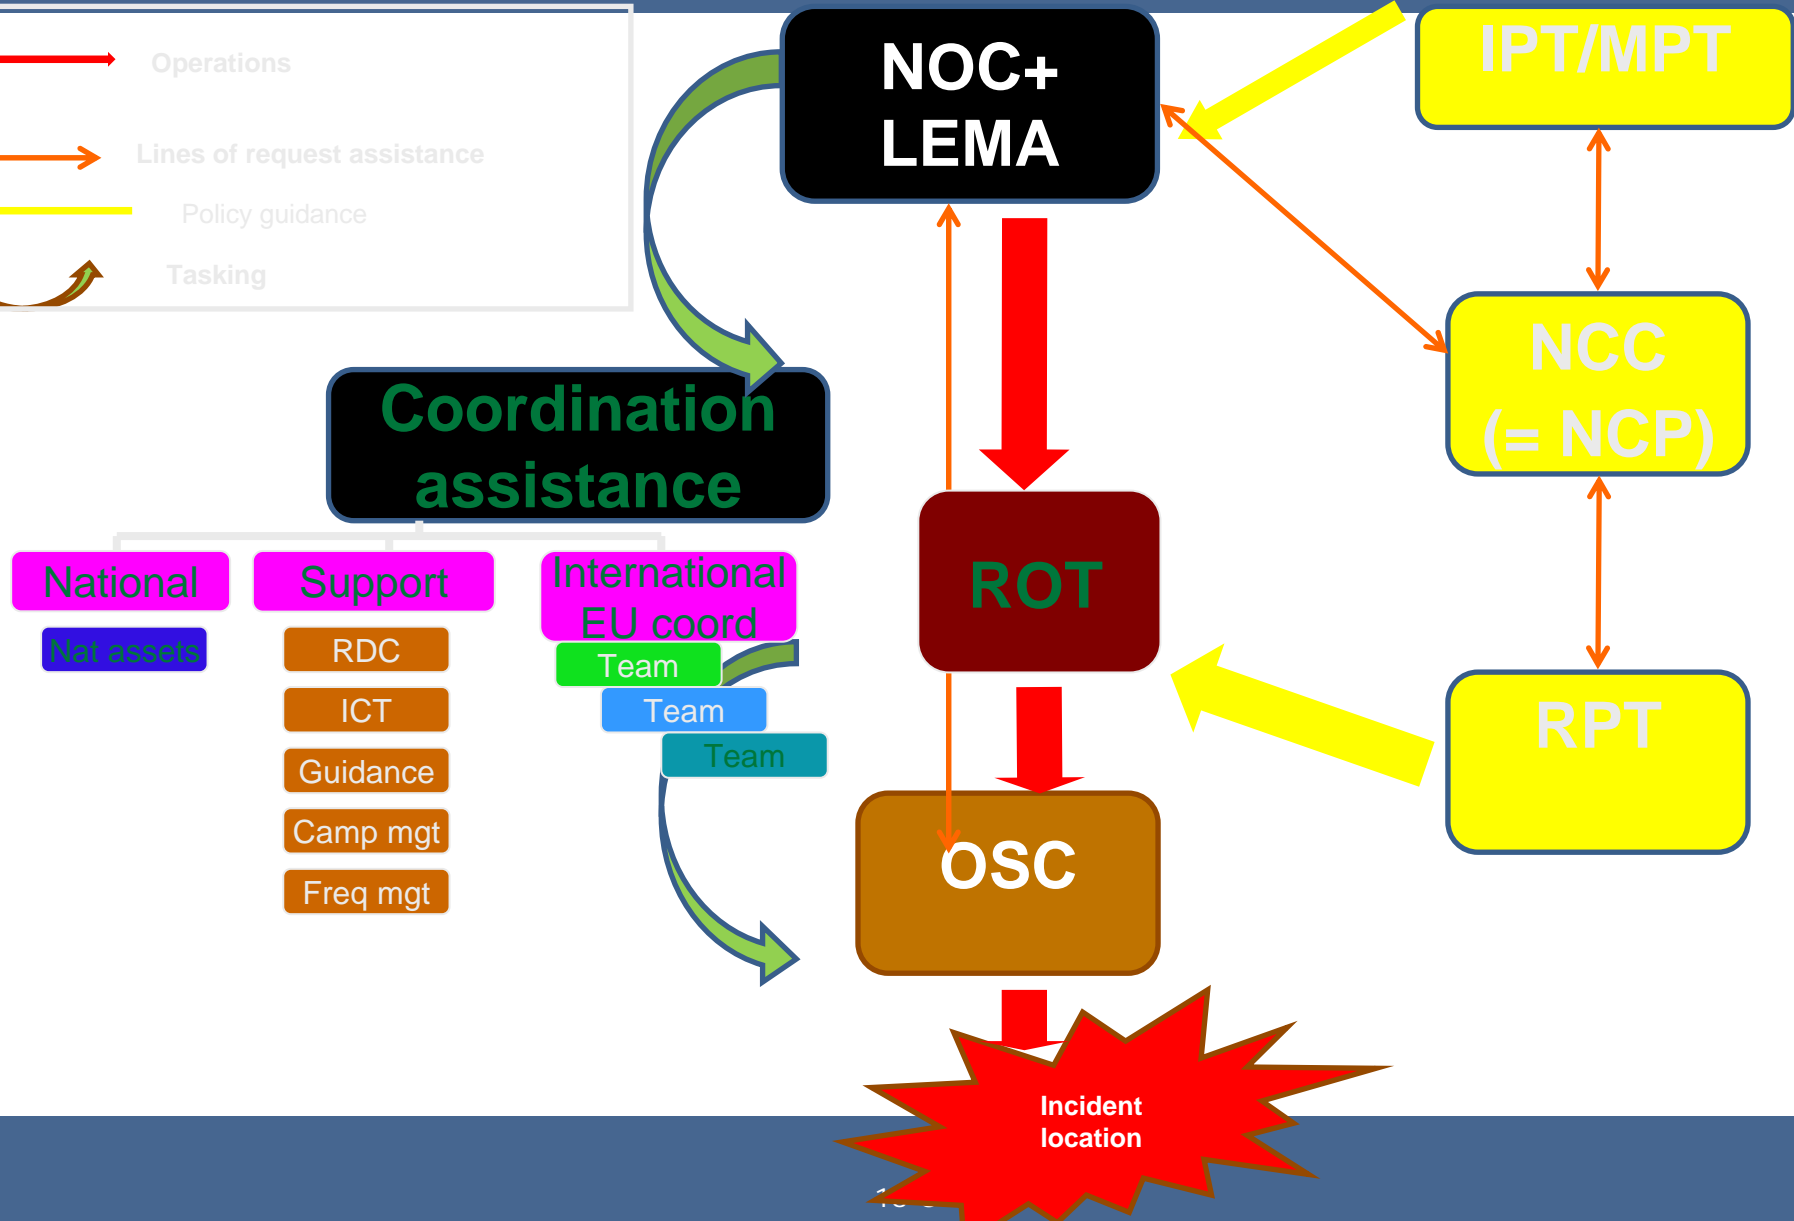 Operations
Lines of request assistance
Policy guidance
Tasking
NOC+
LEMA
IPT/MPT
NCC
(= NCP)
Coordination
assistance
National
Nat assets
Support
RDC
ICT
Guidance
Camp mgt
Freq mgt
International
EU coord
Team
Team
Team
ROT
RPT
OSC
Incident
location